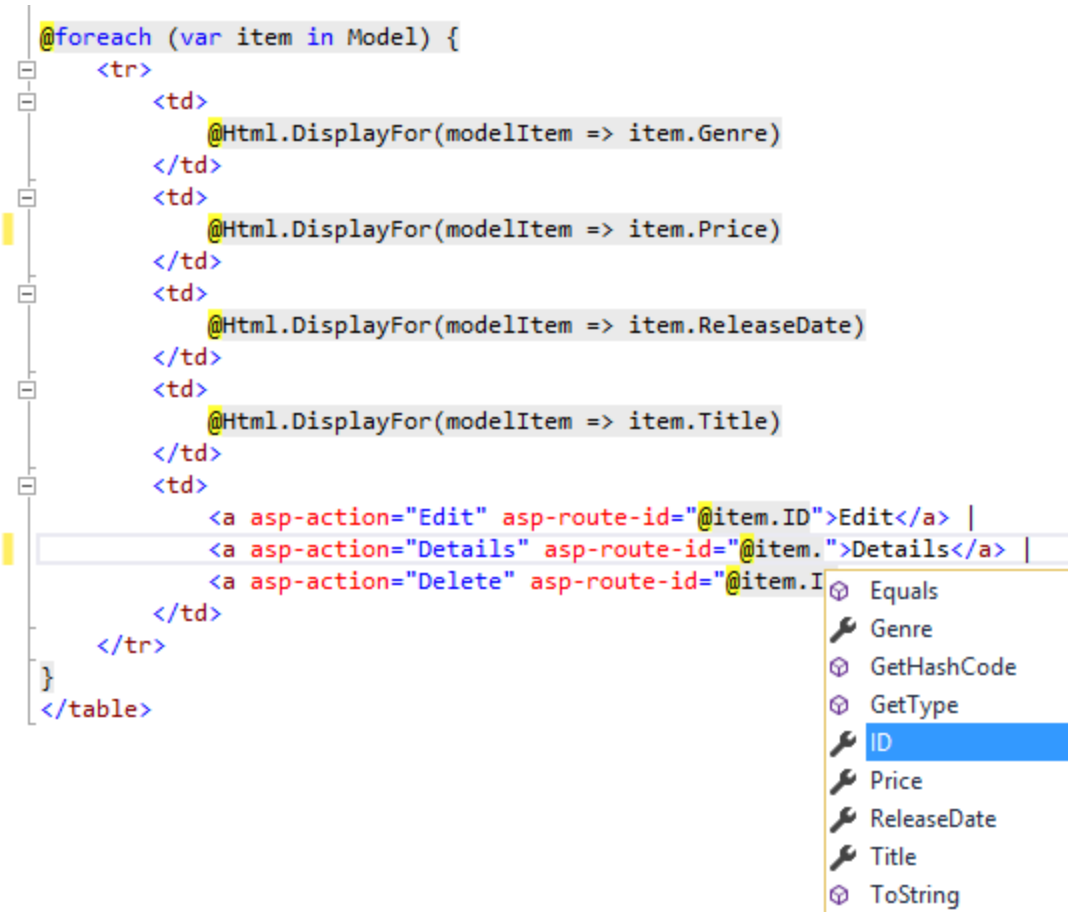 @foreach (var item in Model) {
<tr>
<td>
@Html.DisplayFor(modelItem => item.Genre)
</td>
<td>
@Html.DisplayFor(modelItem => item.Price)
</td>
<td>
@Html.DisplayFor(modelItem => item.ReleaseDate)
</td>
<td>
@Html.DisplayFor(modelItem => item.Title)
</td>
<td>
<a asp-action="Edit" asp-route-id="@item.ID">Edit</a> |
<a asp-action="Details" asp-route-id="@item.">Details</a> |
<a asp-action="Delete" asp-route-id="@item.I
</td>
</tr>
}
</table>
Equals
Genre
GetHashCode
GetType
ID
Price
ReleaseDate
Title
ToString